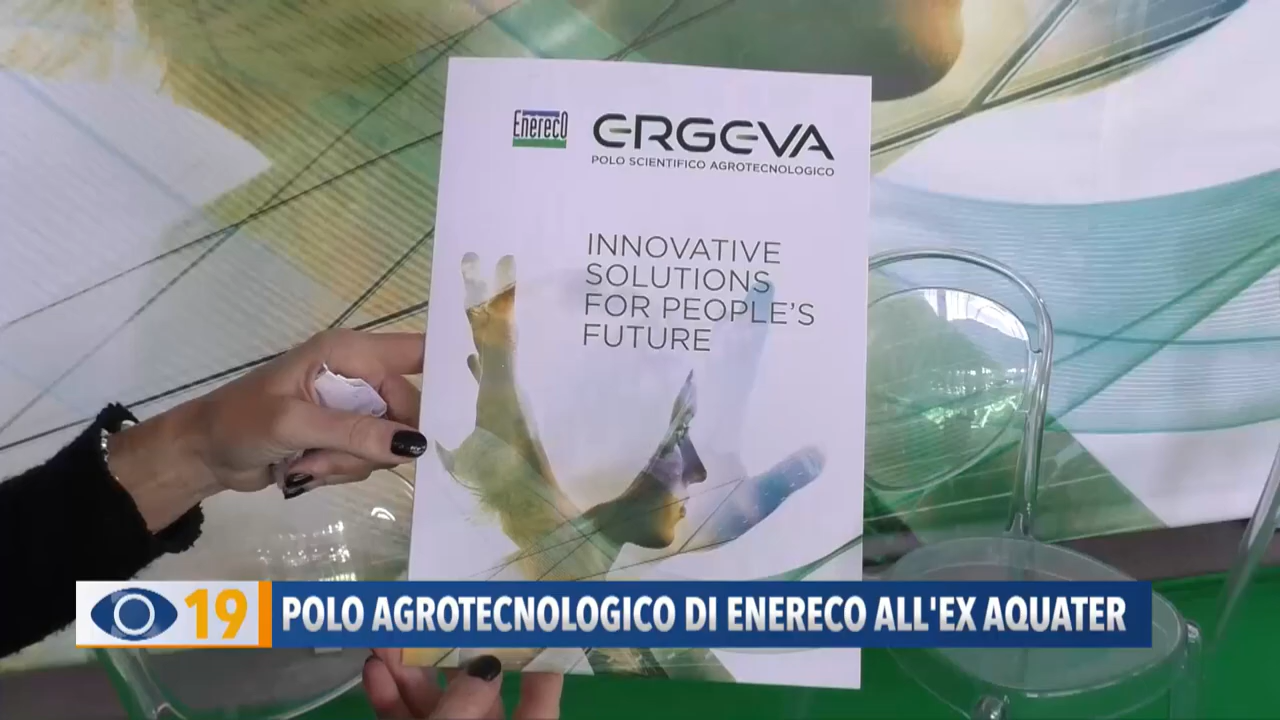 EnerecO
ERGEVA
POLO SCIENTIFICO AGROTECNOLOGICO
INNOVATIVE
SOLUTIONS
FOR PEOPLE'S
FUTURE
19 POLO AGROTECNOLOGICO DI ENERECO ALL'EX AQUATER